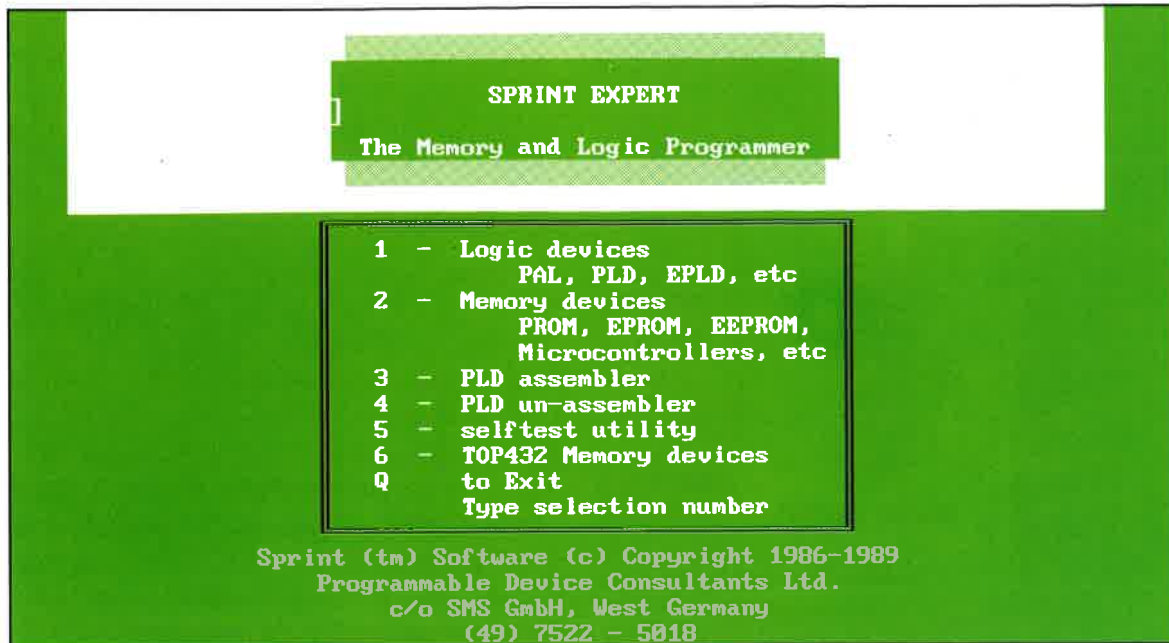 SPRINT EXPERT
The Memory and Logic Programmer
1 - Logic devices
PAL, PLD, EPLD, etc
2 - Memory devices
PROM, EPROM, EEPROM,
Microcontrollers, etc
3 - PLD assembler
4 - PLD un-assembler
5 - selftest utility
6 - TOP432 Memory devices
Q to Exit
Type selection number
Sprint (tm) Software (c) Copyright 1986-1989
Programmable Device Consultants Ltd.
c/o SMS GmbH, West Germany
(49) 7522 - 5018